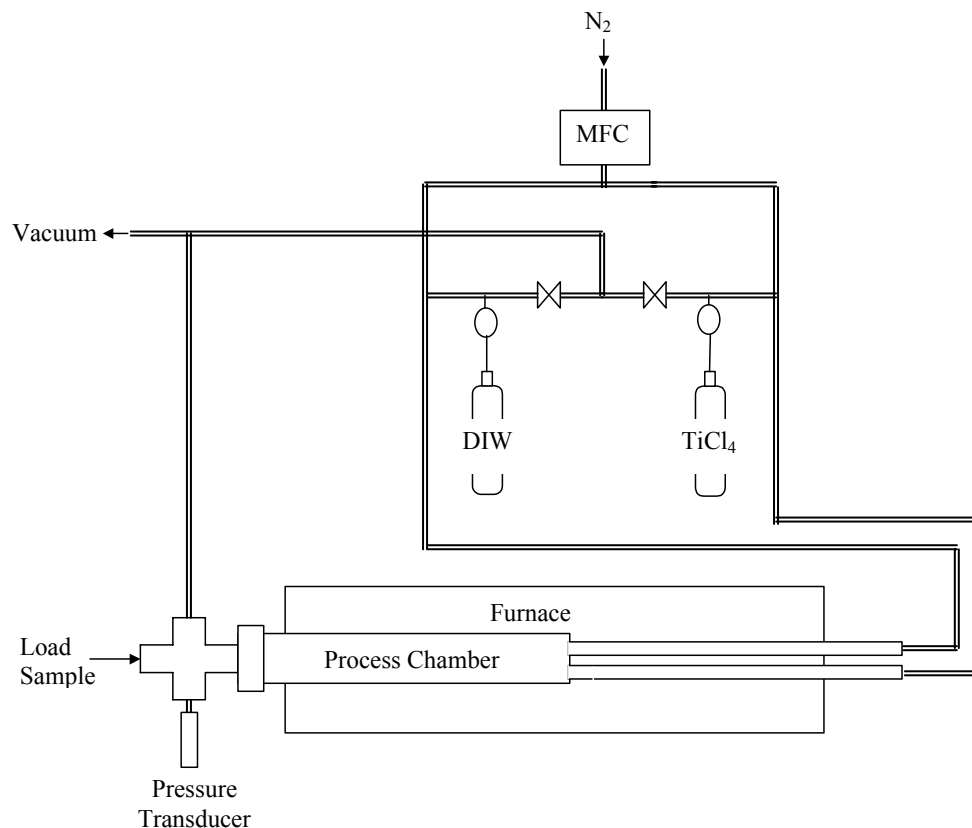 N₂
MFC
Vacuum
DIW
TiCl₄
Furnace
Load
Sample
Process Chamber
Pressure
Transducer